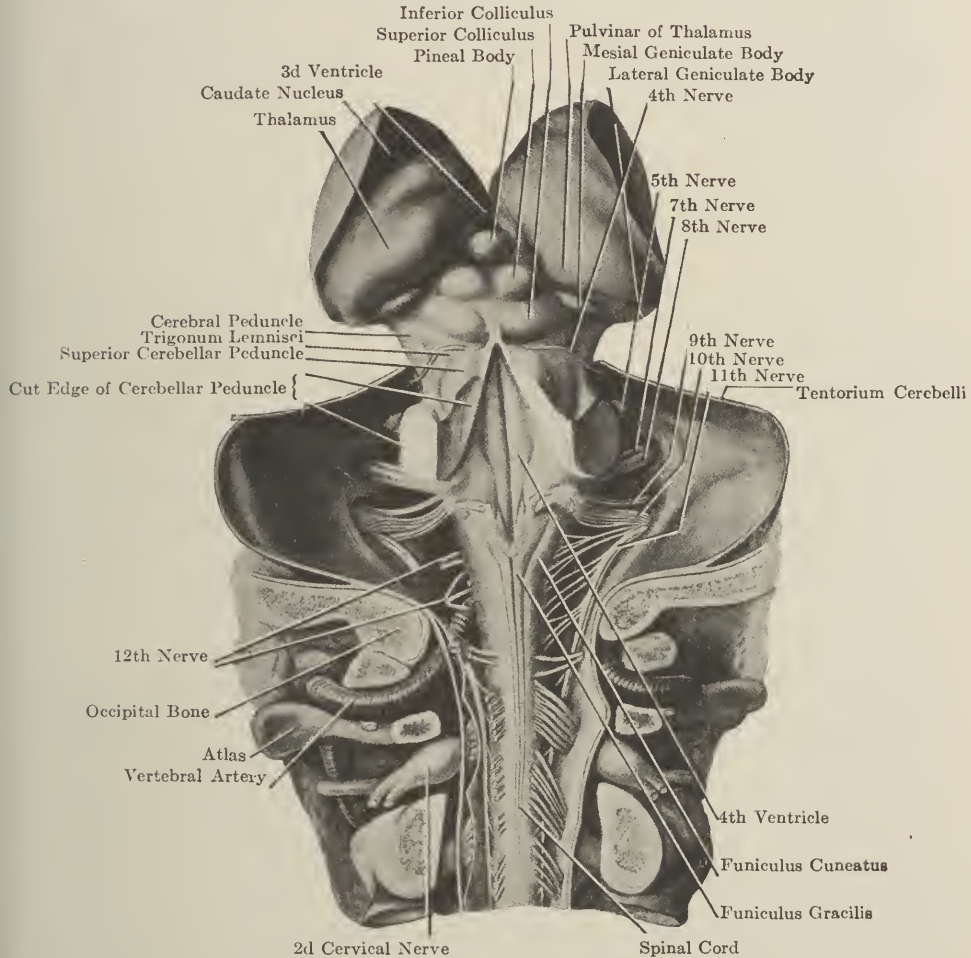 Inferior Colliculus
Superior Colliculus
Pineal Body
Pulvinar of Thalamus
Mesial Geniculate Body
Lateral Geniculate Body
4th Nerve
3d Ventricle
Caudate Nucleus
Thalamus
5th Nerve
7th Nerve
8th Nerve
Cerebral Peduncle
Trigonum Lemnisci
Superior Cerebellar Peduncle
Cut Edge of Cerebellar Peduncle {
9th Nerve
10th Nerve
11th Nerve
Tentorium Cerebelli
12th Nerve
Occipital Bone
Atlas
Vertebral Artery
4th Ventricle
Funiculus Cuneatus
Funiculus Gracilis
2d Cervical Nerve
Spinal Cord